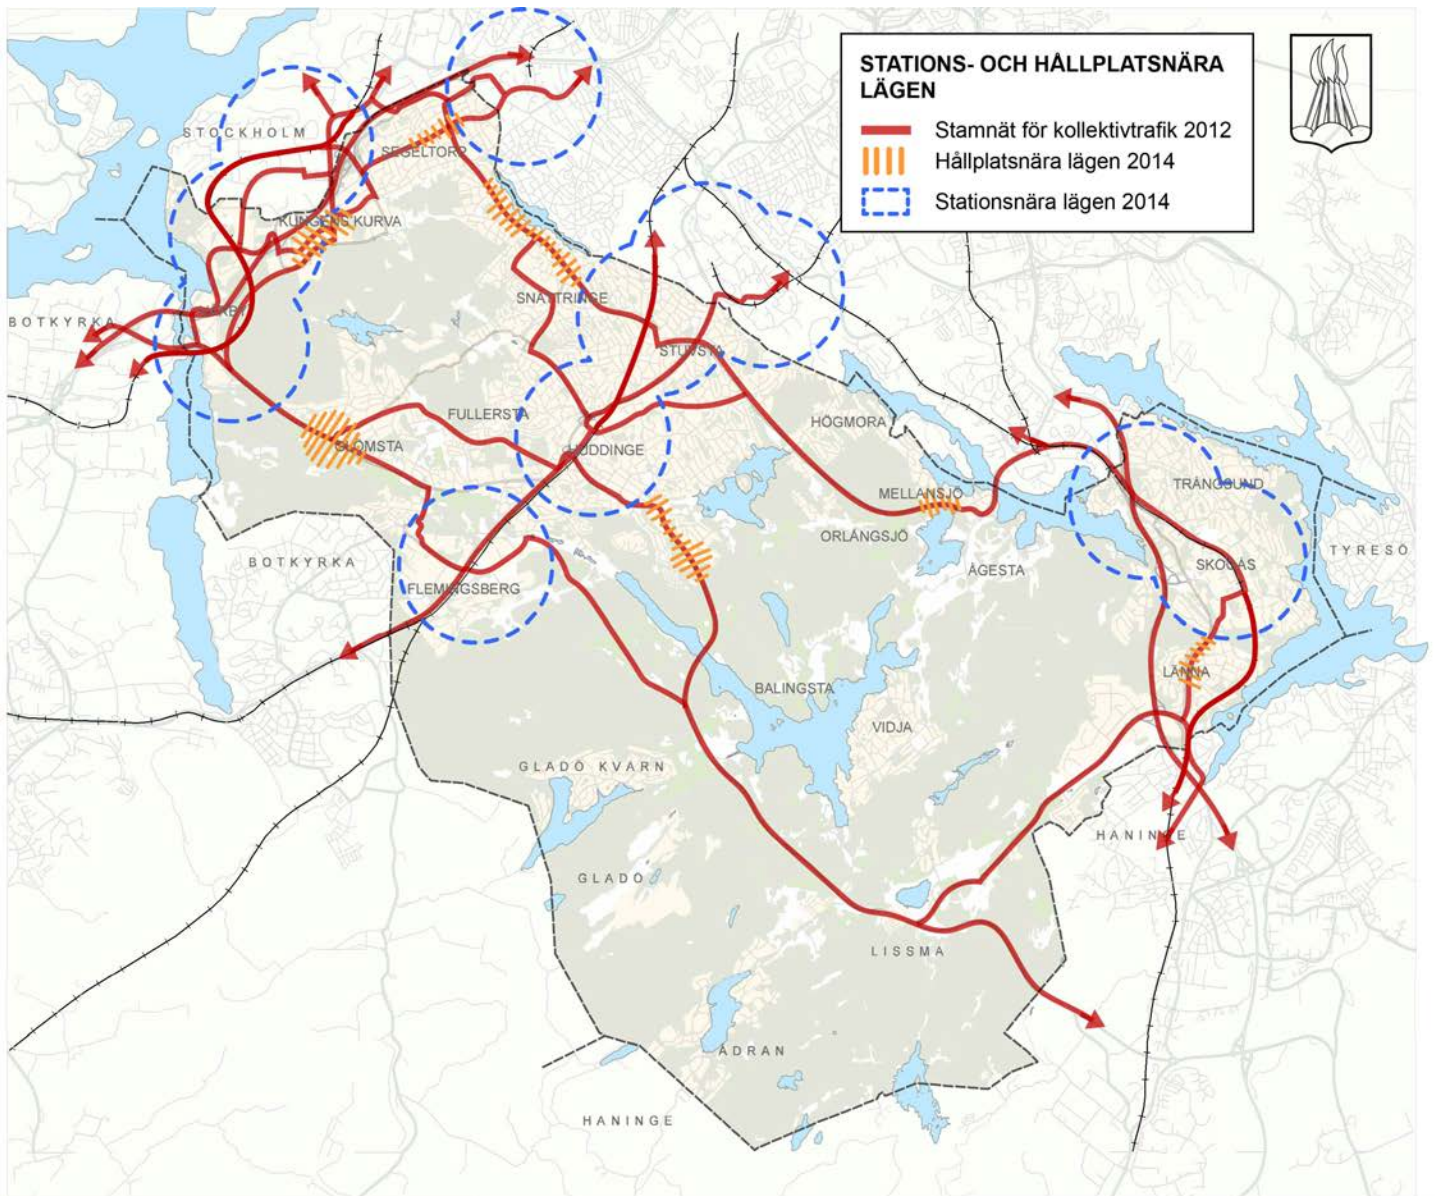 STATIONS- OCH HÅLLPLATSNÄRA
LÄGEN
Stamnät för kollektivtrafik 2012
Hållplatsnära lägen 2014
Stationsnära lägen 2014
STOCKHOLM
SEGELTORP
KUNGENS KURVA
SNÄTTRINGE
BOTKYRKA
STUVSTA
FULLERSTA
HÖGMORA
GLÖMSTA
HUDDINGE
TRÅNGSUND
MELLANSJÖ
ORLÅNGSJÖ
TYRESÖ
BOTKYRKA
ÅGESTA
SKOGÅS
FLEMINGSBERG
LÄNNA
BALINGSTA
VIDJA
GLADÖ KVARN
HANINGE
GLADÖ
LISSMA
ÅDRAN
HANINGE